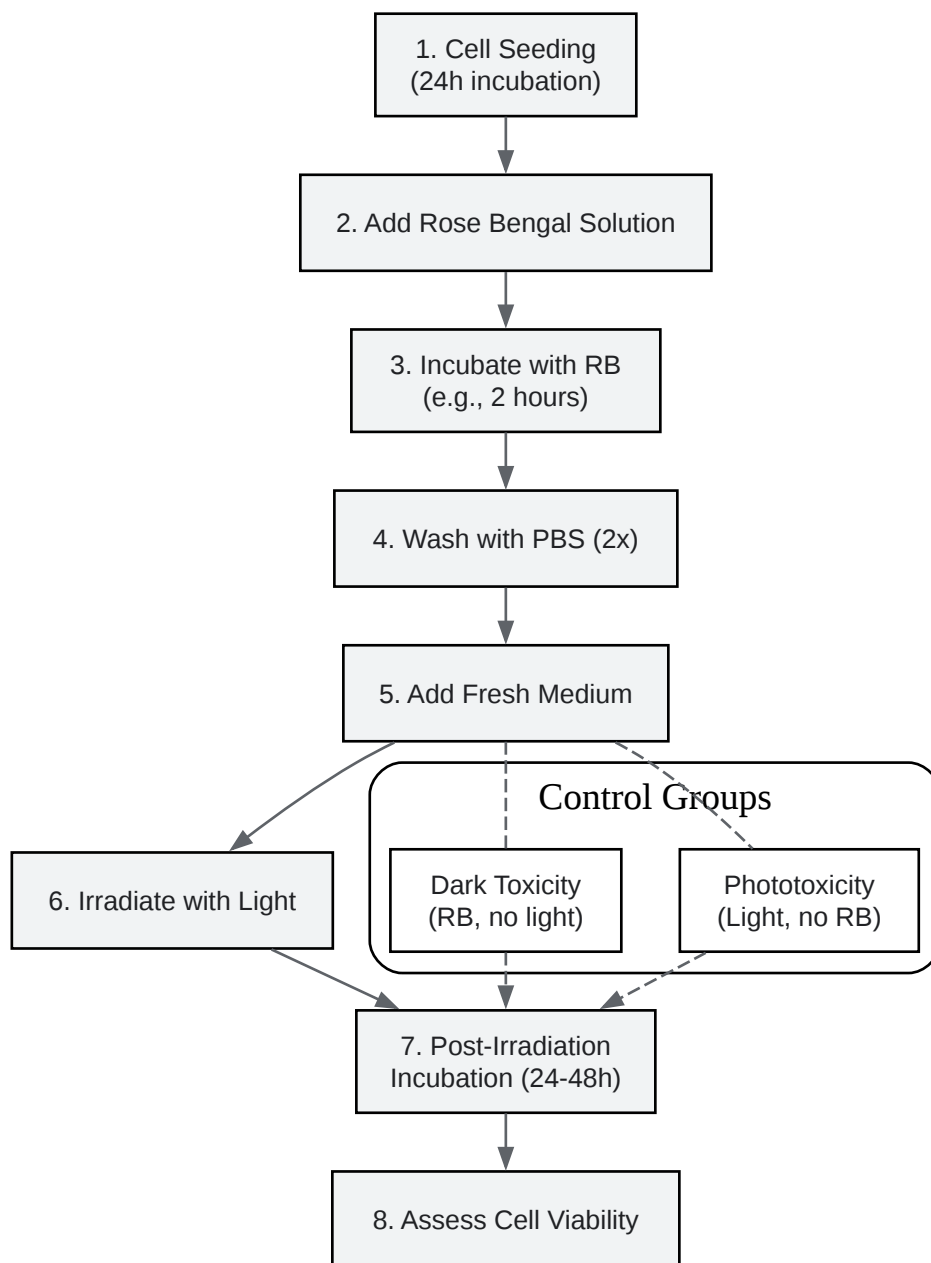 1. Cell Seeding
(24h incubation)
2. Add Rose Bengal Solution
3. Incubate with RB
(e.g., 2 hours)
4. Wash with PBS (2x)
5. Add Fresh Medium
Control Groups
6. Irradiate with Light
Dark Toxicity
(RB, no light)
Phototoxicity
(Light, no RB)
7. Post-Irradiation
Incubation (24-48h)
8. Assess Cell Viability